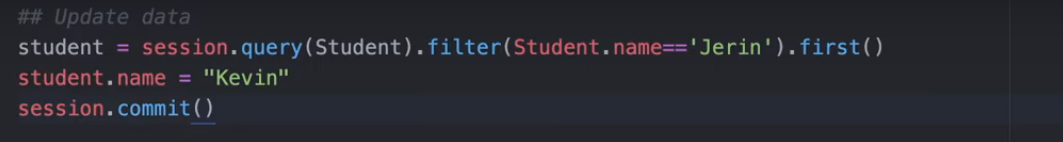 ## Update data
student = session.query(Student).filter(Student.name=='Jerin').first()
student.name = "Kevin"
session.commit()